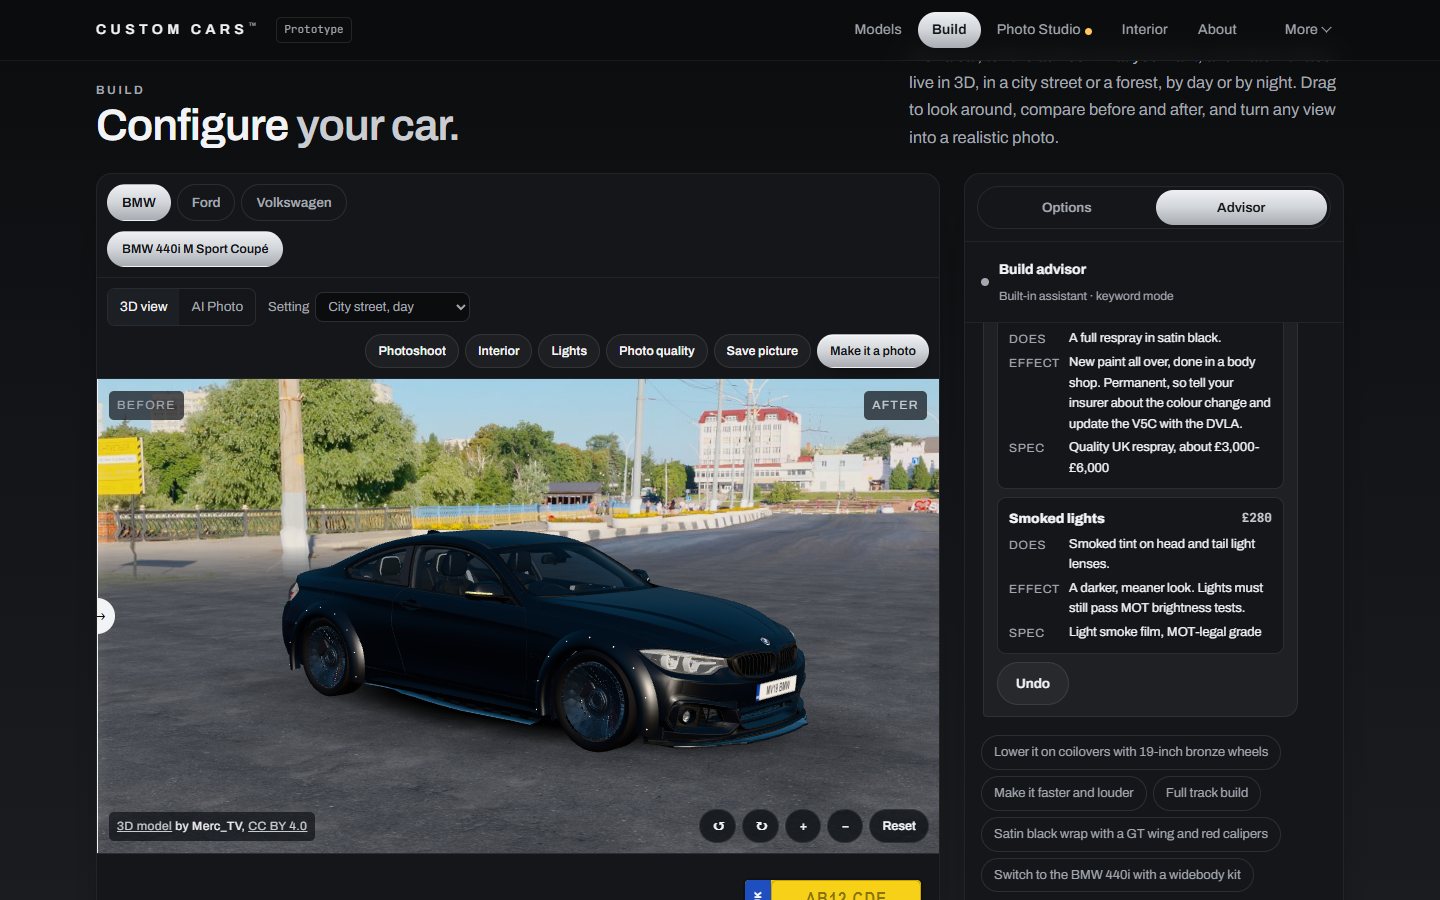 CUSTOM CARS™
Prototype
Models
Build
Photo Studio
Interior
About
More
BUILD
Configure your car.
live in 3D, in a city street or a forest, by day or by night. Drag
to look around, compare before and after, and turn any view
into a realistic photo.
BMW
Ford
Volkswagen
BMW 440i M Sport Coupé
3D view
AI Photo
Setting
City street, day
Photoshoot
Interior
Lights
Photo quality
Save picture
Make it a photo
BEFORE
AFTER
MV19 BMW
3D model by Merc_TV, CC BY 4.0
↺
↻
+
−
Reset
AB12 CDE
Options
Advisor
Build advisor
Built-in assistant · keyword mode
DOES
A full respray in satin black.
EFFECT
New paint all over, done in a body
shop. Permanent, so tell your
insurer about the colour change and
update the V5C with the DVLA.
SPEC
Quality UK respray, about £3,000-
£6,000
Smoked lights
£280
DOES
Smoked tint on head and tail light
lenses.
EFFECT
A darker, meaner look. Lights must
still pass MOT brightness tests.
SPEC
Light smoke film, MOT-legal grade
Undo
Lower it on coilovers with 19-inch bronze wheels
Make it faster and louder
Full track build
Satin black wrap with a GT wing and red calipers
Switch to the BMW 440i with a widebody kit